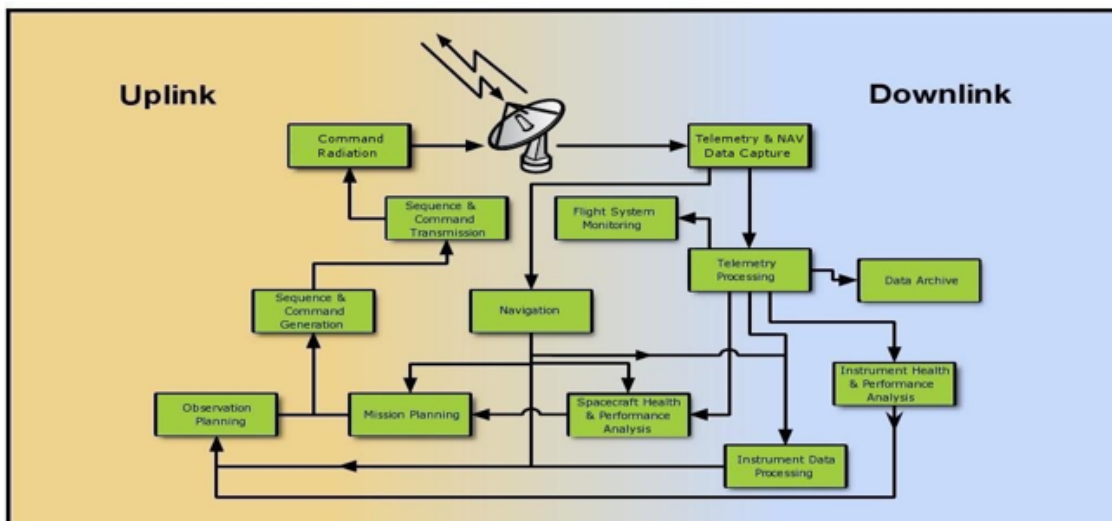 Uplink
Downlink
Command
Radiation
Telemetry & NAV
Data Capture
Sequence &
Command
Transmission
Flight System
Monitoring
Telemetry
Processing
Data Archive
Sequence &
Command
Generation
Navigation
Instrument Health
& Performance
Analysis
Observation
Planning
Mission Planning
Spacecraft Health
& Performance
Analysis
Instrument Data
Processing